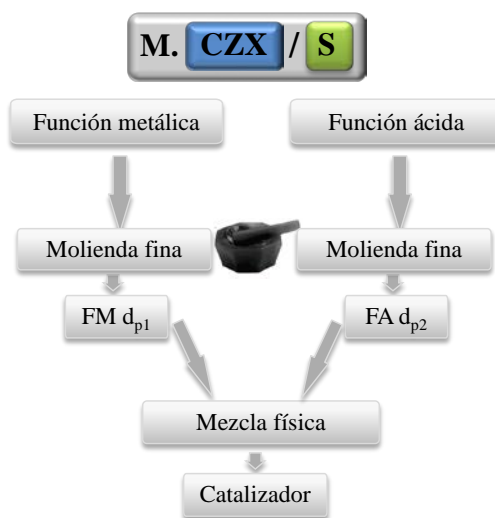 M. CZX / S
Función metálica
Función ácida
Molienda fina
Molienda fina
FM dp1
FA dp2
Mezcla física
Catalizador